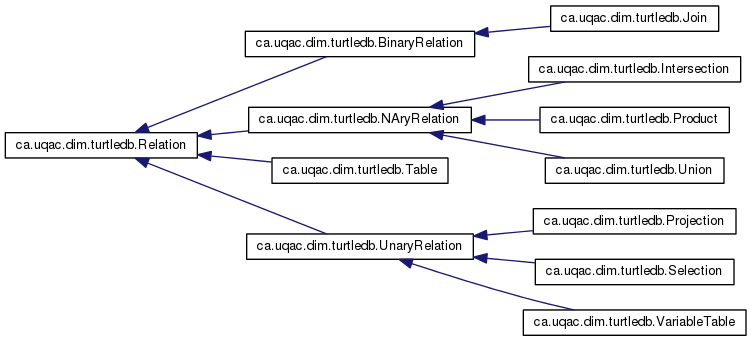 ca.uqac.dim.turtledb.Join
ca.uqac.dim.turtledb.BinaryRelation
ca.uqac.dim.turtledb.Intersection
ca.uqac.dim.turtledb.NAryRelation
ca.uqac.dim.turtledb.Product
ca.uqac.dim.turtledb.Relation
ca.uqac.dim.turtledb.Table
ca.uqac.dim.turtledb.Union
ca.uqac.dim.turtledb.Projection
ca.uqac.dim.turtledb.UnaryRelation
ca.uqac.dim.turtledb.Selection
ca.uqac.dim.turtledb.VariableTable